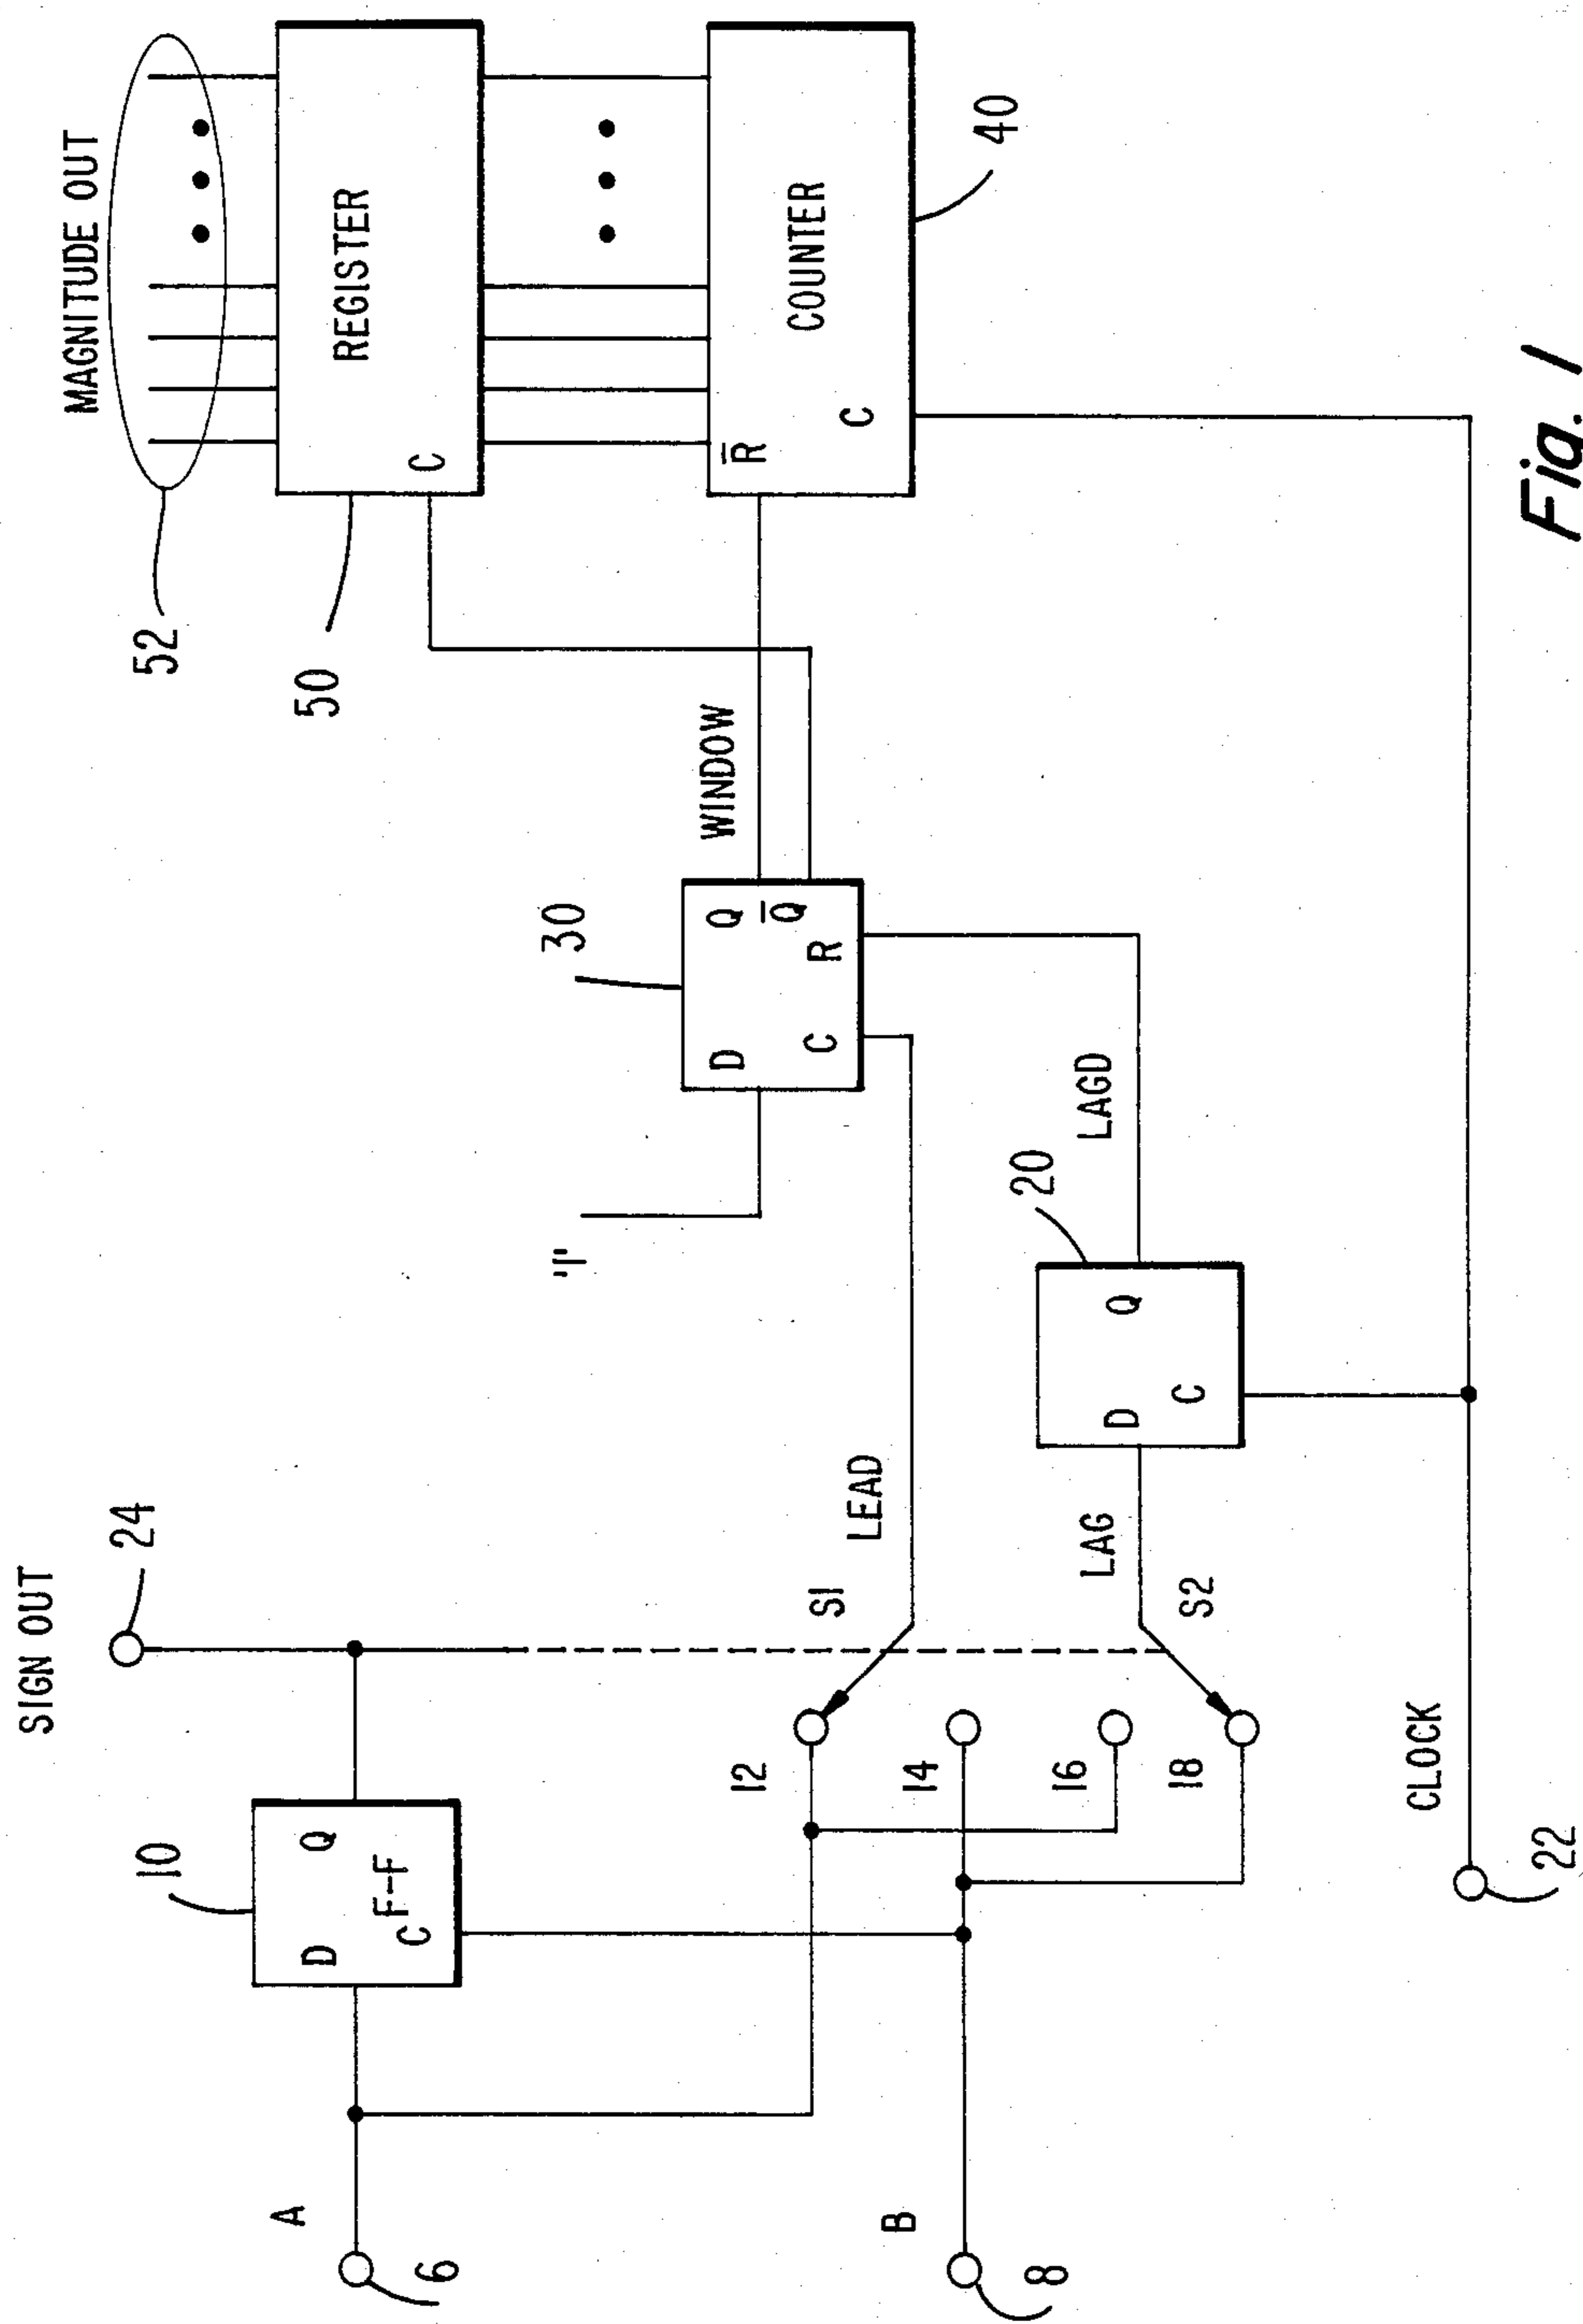 SIGN OUT
24
MAGNITUDE OUT
52
10
D Q
F-F
C
A
6
50
REGISTER
C
30
"1"
D Q
Q̄
C R
WINDOW
R̄
COUNTER
C
40
12
S1
LEAD
14
B
8
16
18
S2
LAG
20
D Q
C
LAGD
CLOCK
22
Fig. 1